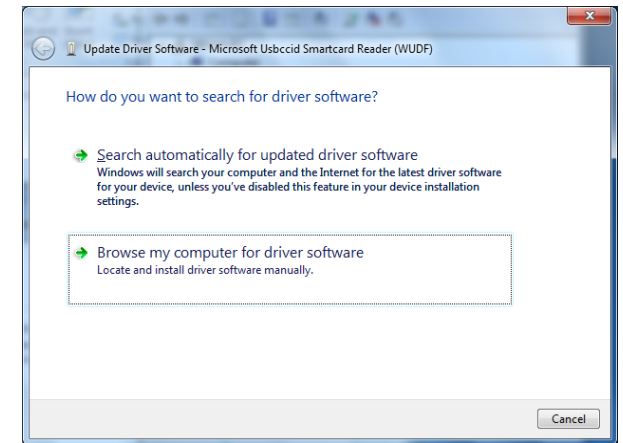 Update Driver Software - Microsoft Usbccid Smartcard Reader (WUDF)
How do you want to search for driver software?
Search automatically for updated driver software
Windows will search your computer and the Internet for the latest driver software
for your device, unless you've disabled this feature in your device installation
settings.
Browse my computer for driver software
Locate and install driver software manually.
Cancel